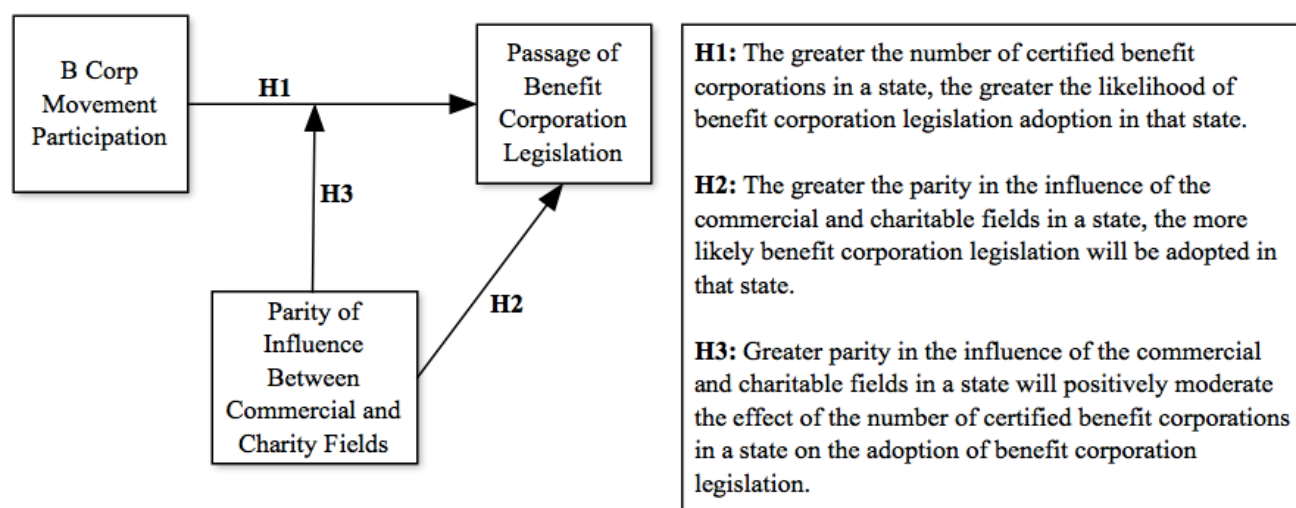 B Corp
Movement
Participation
H1
Passage of
Benefit
Corporation
Legislation
H3
H2
Parity of
Influence
Between
Commercial and
Charity Fields
H1: The greater the number of certified benefit
corporations in a state, the greater the likelihood of
benefit corporation legislation adoption in that state.
H2: The greater the parity in the influence of the
commercial and charitable fields in a state, the more
likely benefit corporation legislation will be adopted in
that state.
H3: Greater parity in the influence of the commercial
and charitable fields in a state will positively moderate
the effect of the number of certified benefit corporations
in a state on the adoption of benefit corporation
legislation.